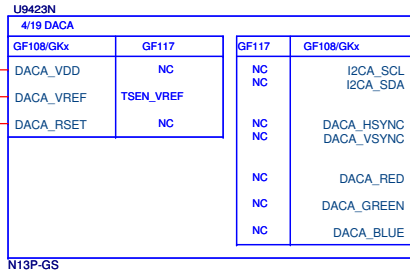 U9423N
4/19 DACA
GF108/GKx GF117 GF117 GF108/GKx
DACA_VDD NC NC I2CA_SCL
NC I2CA_SDA
DACA_VREF TSEN_VREF
DACA_RSET NC NC DACA_HSYNC
NC DACA_VSYNC
NC DACA_RED
NC DACA_GREEN
NC DACA_BLUE
N13P-GS